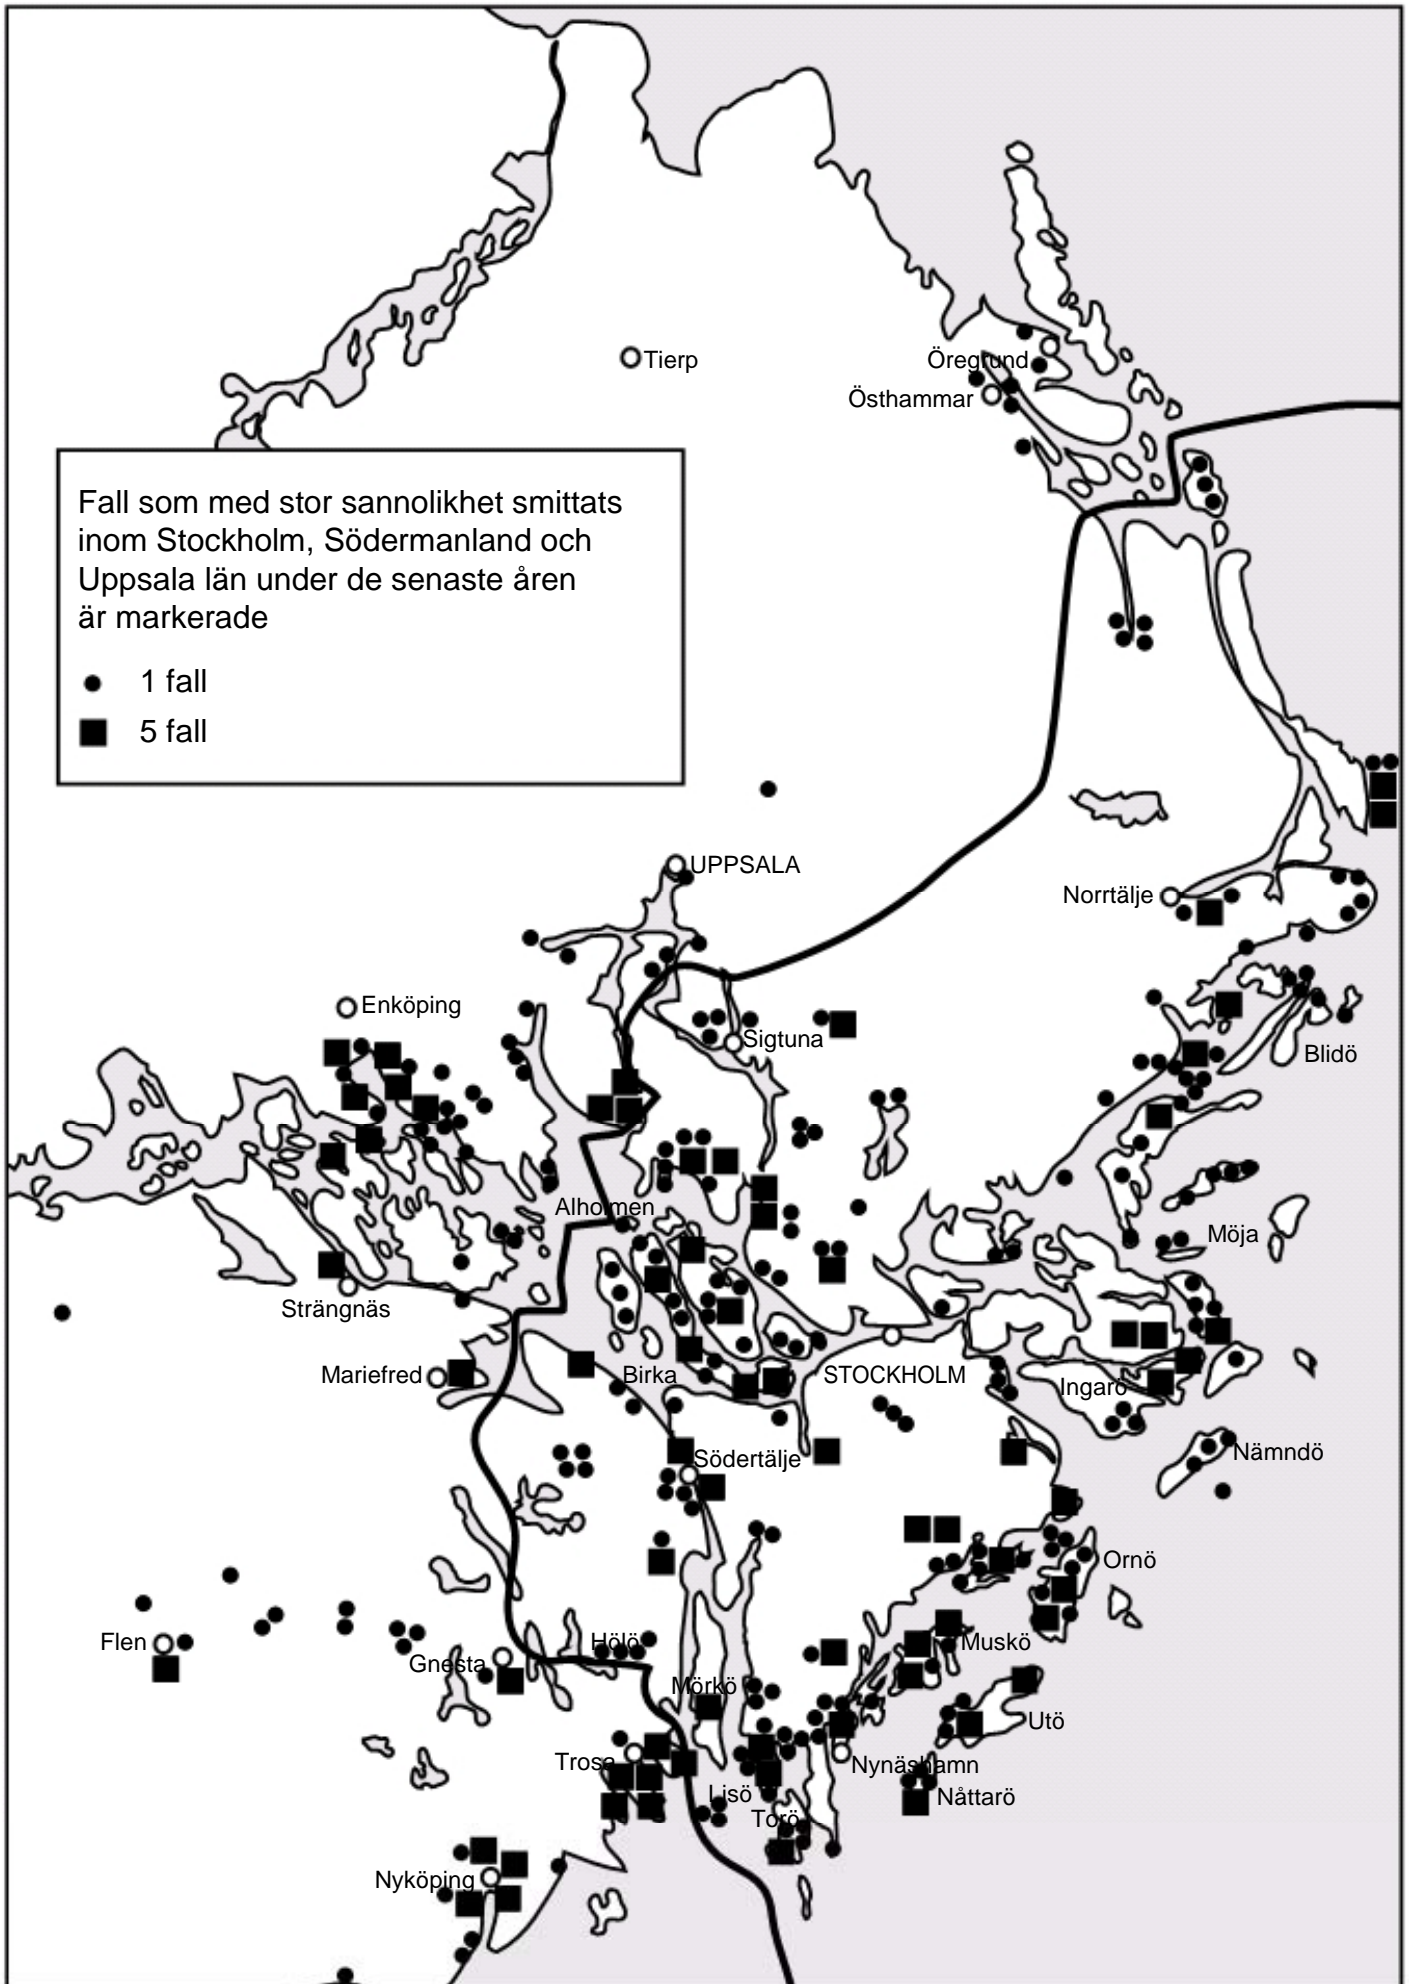 Tierp
Öregrund
Östhammar
Fall som med stor sannolikhet smittats
inom Stockholm, Södermanland och
Uppsala län under de senaste åren
är markerade
1 fall
5 fall
UPPSALA
Norrtälje
Enköping
Sigtuna
Blidö
Alholmen
Möja
Strängnäs
Mariefred
Birka
STOCKHOLM
Ingarö
Södertälje
Nämndö
Ornö
Flen
Hölö
Muskö
Gnesta
Mörkö
Utö
Trosa
Nynäshamn
Lisö
Nåttarö
Torö
Nyköping